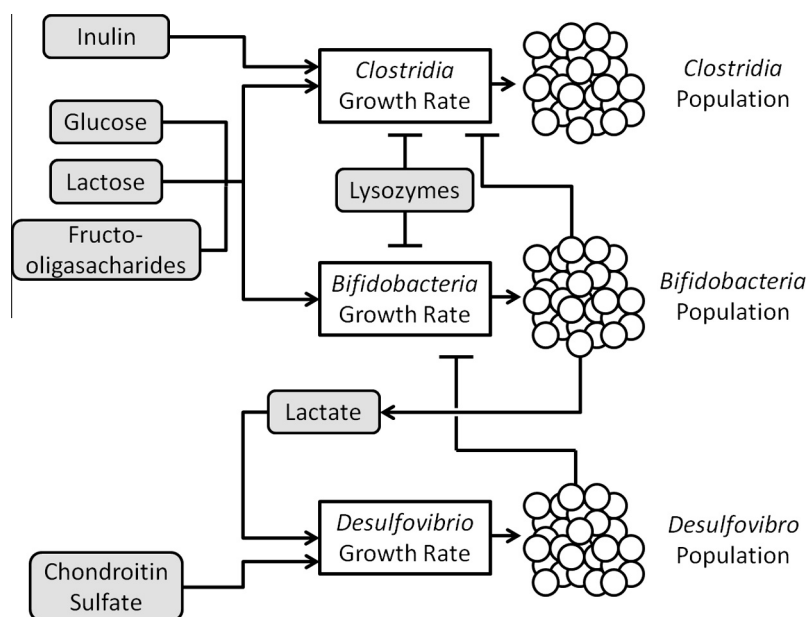 Inulin
Clostridia
Growth Rate
Clostridia
Population
Glucose
Lactose
Lysozymes
Fructo-
oligasacharides
Bifidobacteria
Growth Rate
Bifidobacteria
Population
Lactate
Desulfovibrio
Growth Rate
Desulfovibro
Population
Chondroitin
Sulfate